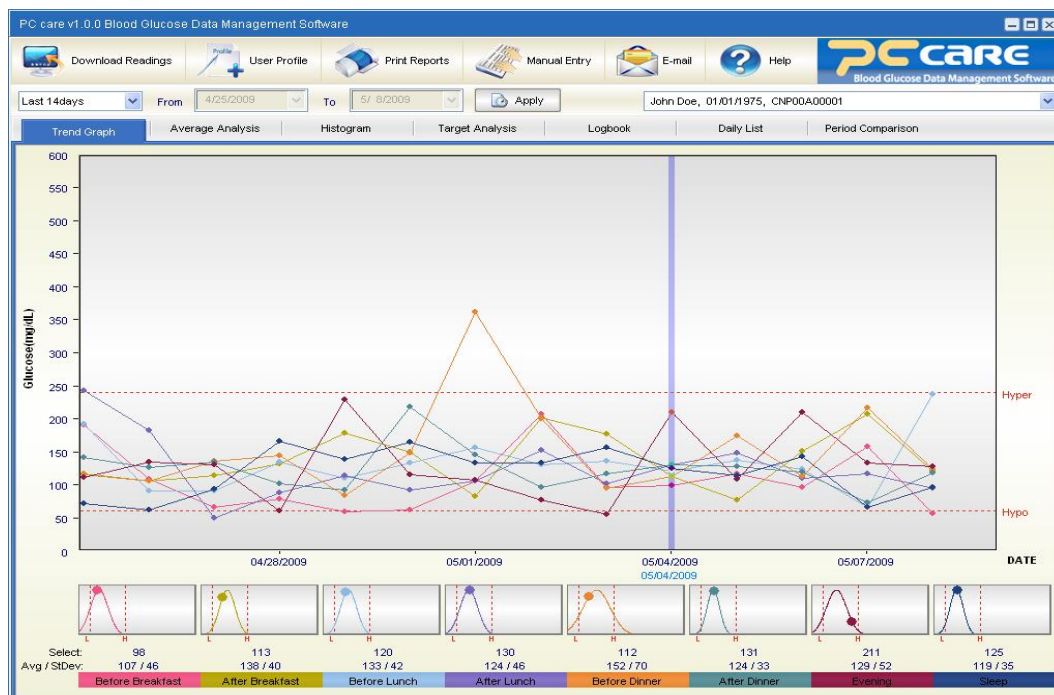 PC care v1.0.0 Blood Glucose Data Management Software
Download Readings Profile User Profile Print Reports Manual Entry E-mail Help PCCARE
Blood Glucose Data Management Software
Last 14days From 4/25/2009 To 5/ 8/2009 Apply John Doe, 01/01/1975, CNP00A00001
Trend Graph Average Analysis Histogram Target Analysis Logbook Daily List Period Comparison
600
550
500
450
400
350
300
250
200
150
100
50
0
Glucose(mg/dL)
Hyper
Hypo
04/28/2009 05/01/2009 05/04/2009 05/07/2009 DATE
05/04/2009
L H L H L H L H L H L H L H L H
Select: 98 113 120 130 112 131 211 125
Avg / StDev: 107 / 46 138 / 40 133 / 42 124 / 46 152 / 70 124 / 33 129 / 52 119 / 35
Before Breakfast After Breakfast Before Lunch After Lunch Before Dinner After Dinner Evening Sleep